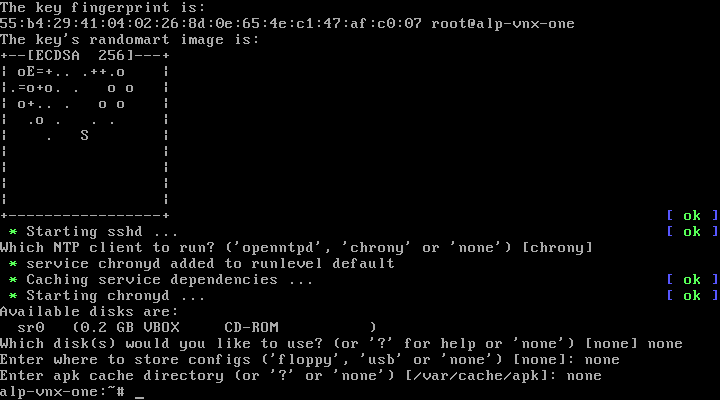 The key fingerprint is:
55:b4:29:41:04:02:26:8d:0e:65:4e:c1:47:af:c0:07 root@alp-vnx-one
The key's randomart image is:
+--[ECDSA  256]---+
| oE=+.. .++.o    |
|.=o+o. .   o o   |
| o+.. .   o o    |
|  .o .   . .     |
|    .   S        |
|                 |
|                 |
|                 |
|                 |
+-----------------+ [ ok ]
* Starting sshd ... [ ok ]
Which NTP client to run? ('openntpd', 'chrony' or 'none') [chrony]
* service chronyd added to runlevel default
* Caching service dependencies ... [ ok ]
* Starting chronyd ... [ ok ]
Available disks are:
  sr0   (0.2 GB VBOX     CD-ROM          )
Which disk(s) would you like to use? (or '?' for help or 'none') [none] none
Enter where to store configs ('floppy', 'usb' or 'none') [none]: none
Enter apk cache directory (or '?' or 'none') [/var/cache/apk]: none
alp-vnx-one:~# _